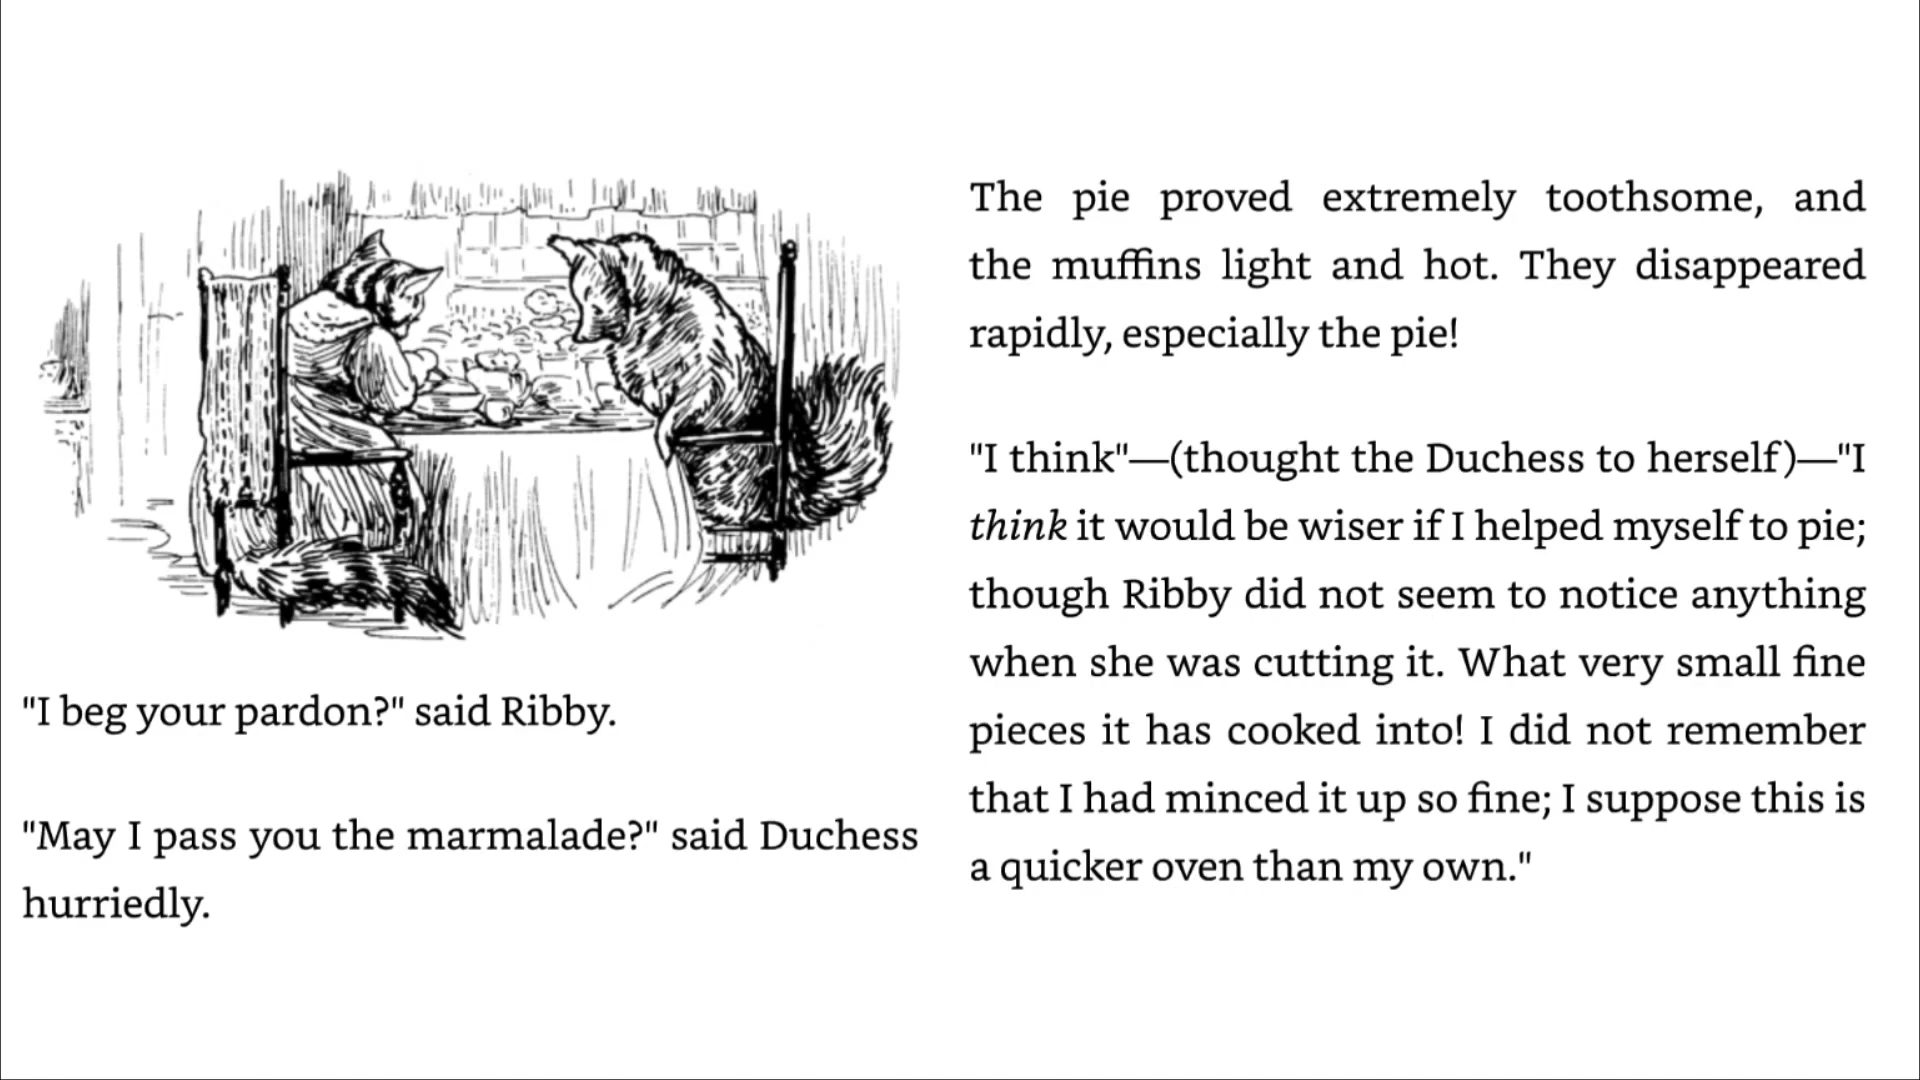 "I beg your pardon?" said Ribby.
"May I pass you the marmalade?" said Duchess
hurriedly.
The pie proved extremely toothsome, and
the muffins light and hot. They disappeared
rapidly, especially the pie!
"I think"—(thought the Duchess to herself)—"I
think it would be wiser if I helped myself to pie;
though Ribby did not seem to notice anything
when she was cutting it. What very small fine
pieces it has cooked into! I did not remember
that I had minced it up so fine; I suppose this is
a quicker oven than my own."